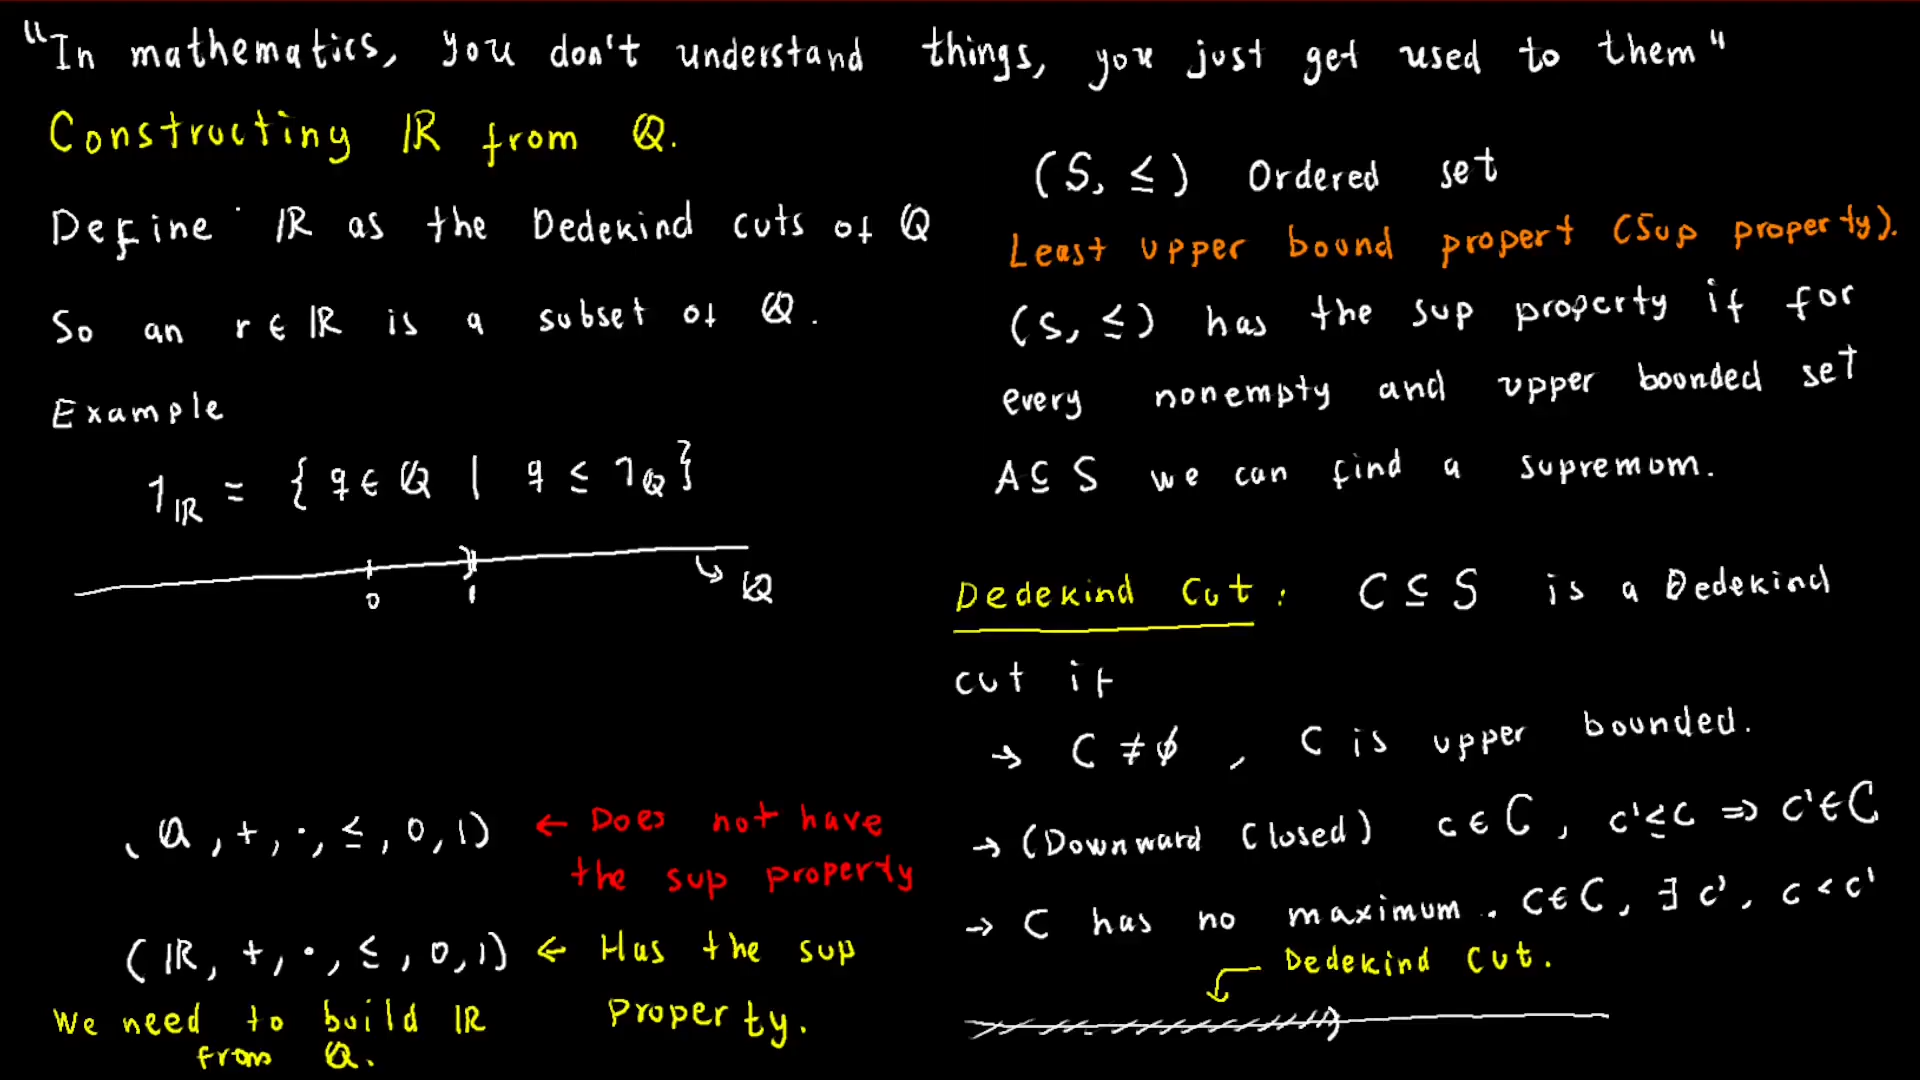 "In mathematics, you don't understand things, you just get used to them"
Constructing ℝ from ℚ.
Define ℝ as the Dedekind cuts of ℚ
So an r ∈ ℝ is a subset of ℚ.
Example
1_ℝ = { q ∈ ℚ | q ≤ 1_ℚ }
0 1 ℚ
(ℚ, +, ·, ≤, 0, 1) ← Does not have
the sup property
(ℝ, +, ·, ≤, 0, 1) ← Has the sup
Property.
We need to build ℝ
from ℚ.
(S, ≤) Ordered set
Least upper bound propert (Sup property).
(S, ≤) has the sup property if for
every nonempty and upper bounded set
A ⊆ S we can find a supremum.
Dedekind Cut : C ⊆ S is a Dedekind
cut if
→ C ≠ ∅ , C is upper bounded.
→ (Downward Closed) c ∈ C, c' ≤ c ⇒ c' ∈ C
→ C has no maximum. c ∈ C, ∃ c', c < c'
Dedekind Cut.